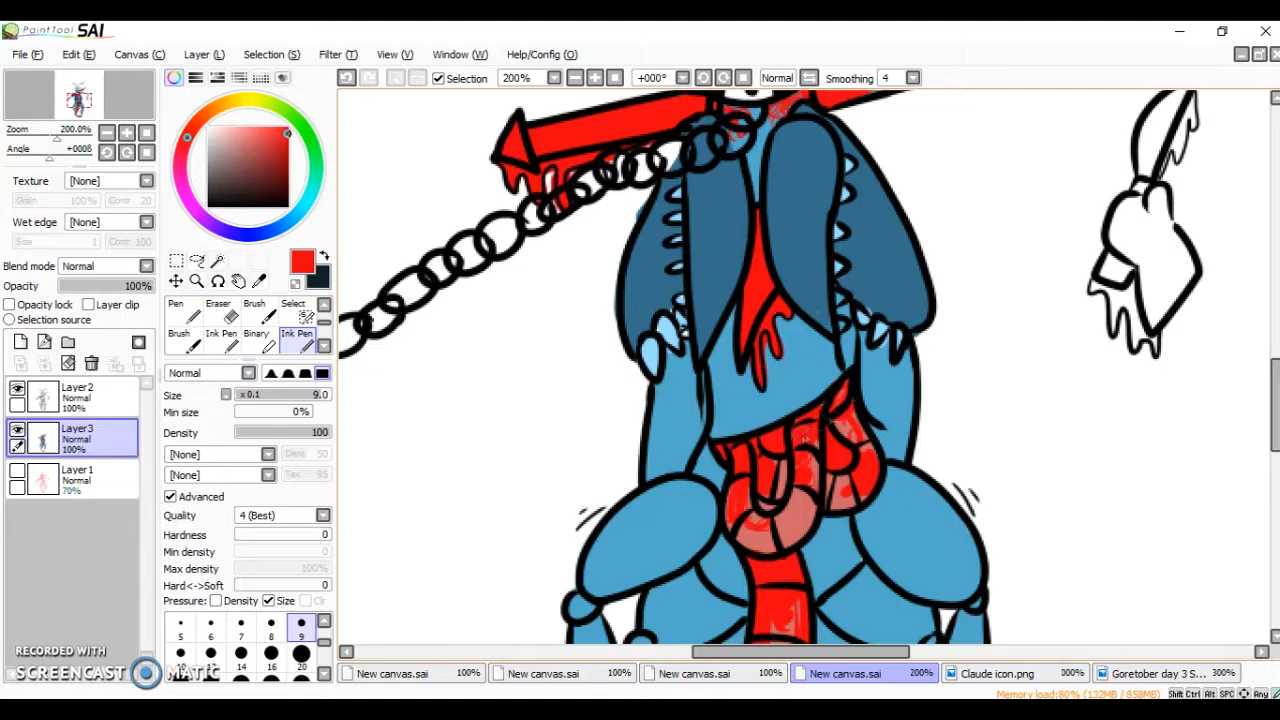 PaintTool SAI
File (F) Edit (E) Canvas (C) Layer (L) Selection (S) Filter (T) View (V) Window (W) Help/Config (O)
Selection 200% +000° Normal Smoothing 4
Zoom 200.0%
Angle +000θ
Texture [None]
Grain 100% Contr 20
Wet edge [None]
Size 1 Contr 100
Blend mode Normal
Opacity 100%
Opacity lock Layer clip
Selection source
Layer2
Normal
100%
Layer3
Normal
100%
Layer1
Normal
70%
Pen Eraser Brush Select
Brush Ink Pen Binary Ink Pen
Normal
Size x 0.1 9.0
Min size 0%
Density 100
[None] Dens 50
[None] Tex. 95
Advanced
Quality 4 (Best)
Hardness 0
Min density 0
Max density 100%
Hard<->Soft 0
Pressure: Density Size Clr
5 6 7 8 9
14 16 20
RECORDED WITH
SCREENCAST MATIC
New canvas.sai 100% New canvas.sai 100% New canvas.sai 100% New canvas.sai 200% Claude icon.png 000% Goretober day 3 S... 300%
Memory load:80% (132MB / 858MB) Shift Ctrl Alt SPC Any